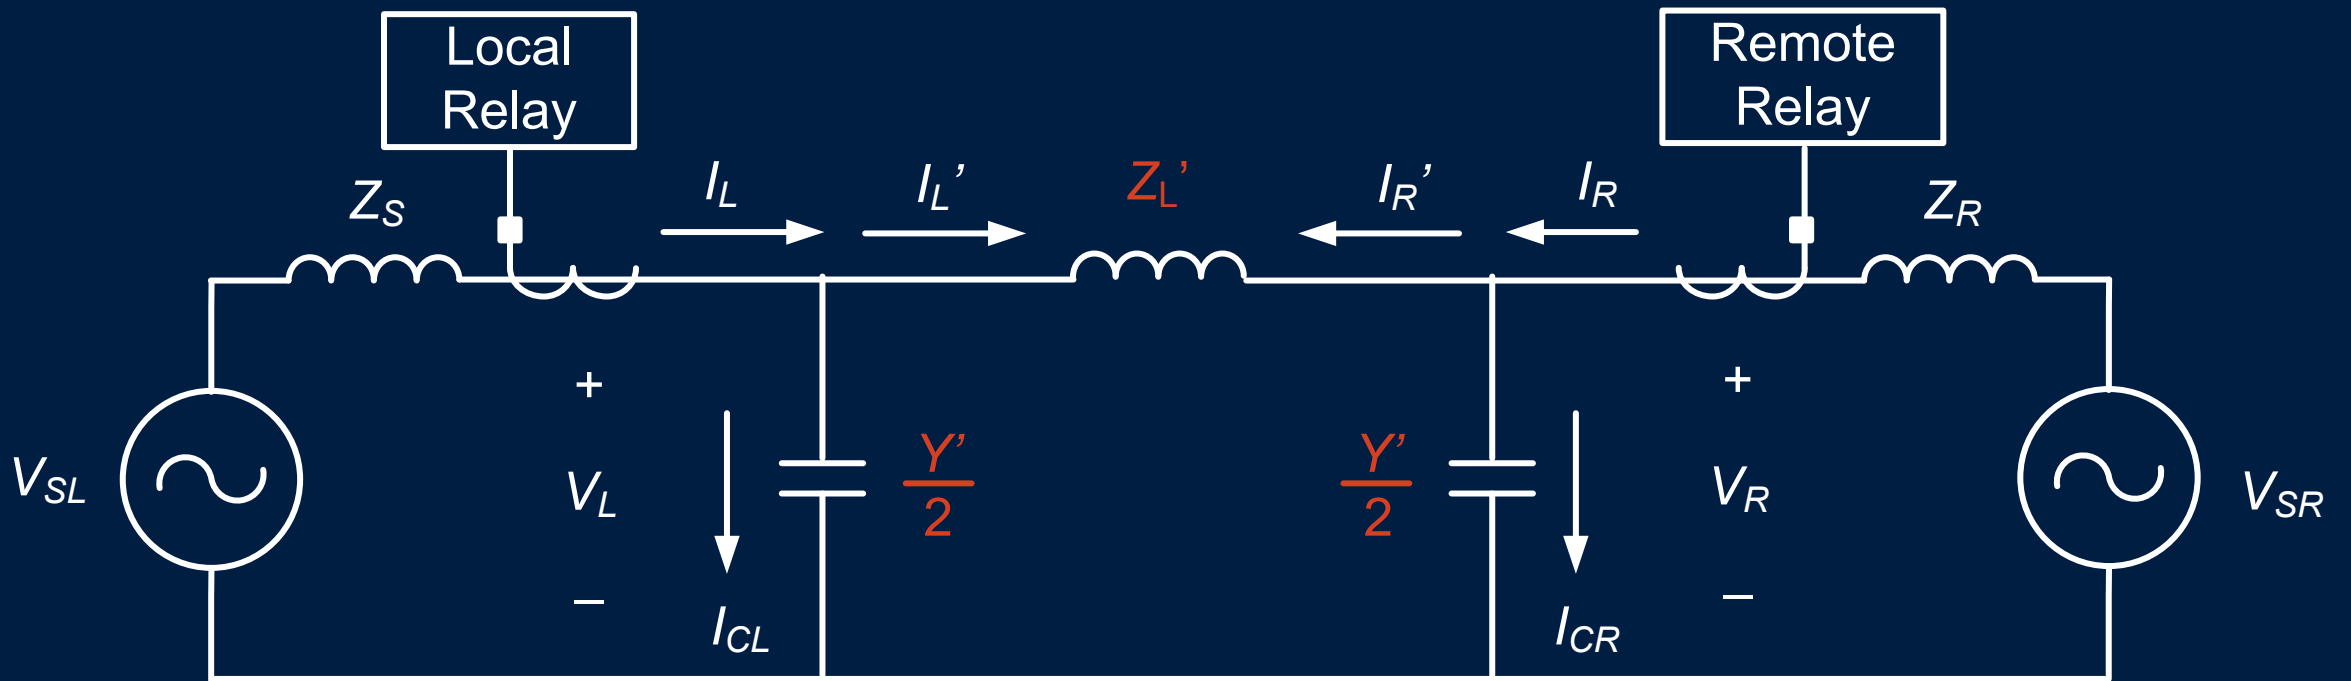 Local
Relay
Remote
Relay
I_L
I_L’
Z_L’
I_R’
I_R
Z_S
Z_R
+
+
Y’
2
Y’
2
V_SL
V_L
V_R
V_SR
–
–
I_CL
I_CR